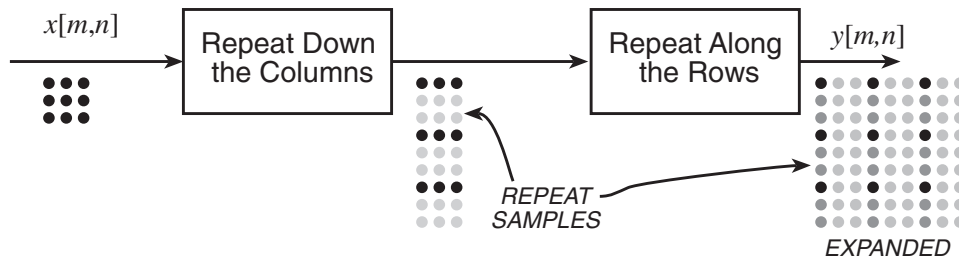 x[m,n]
Repeat Down
the Columns
Repeat Along
the Rows
y[m,n]
REPEAT
SAMPLES
EXPANDED